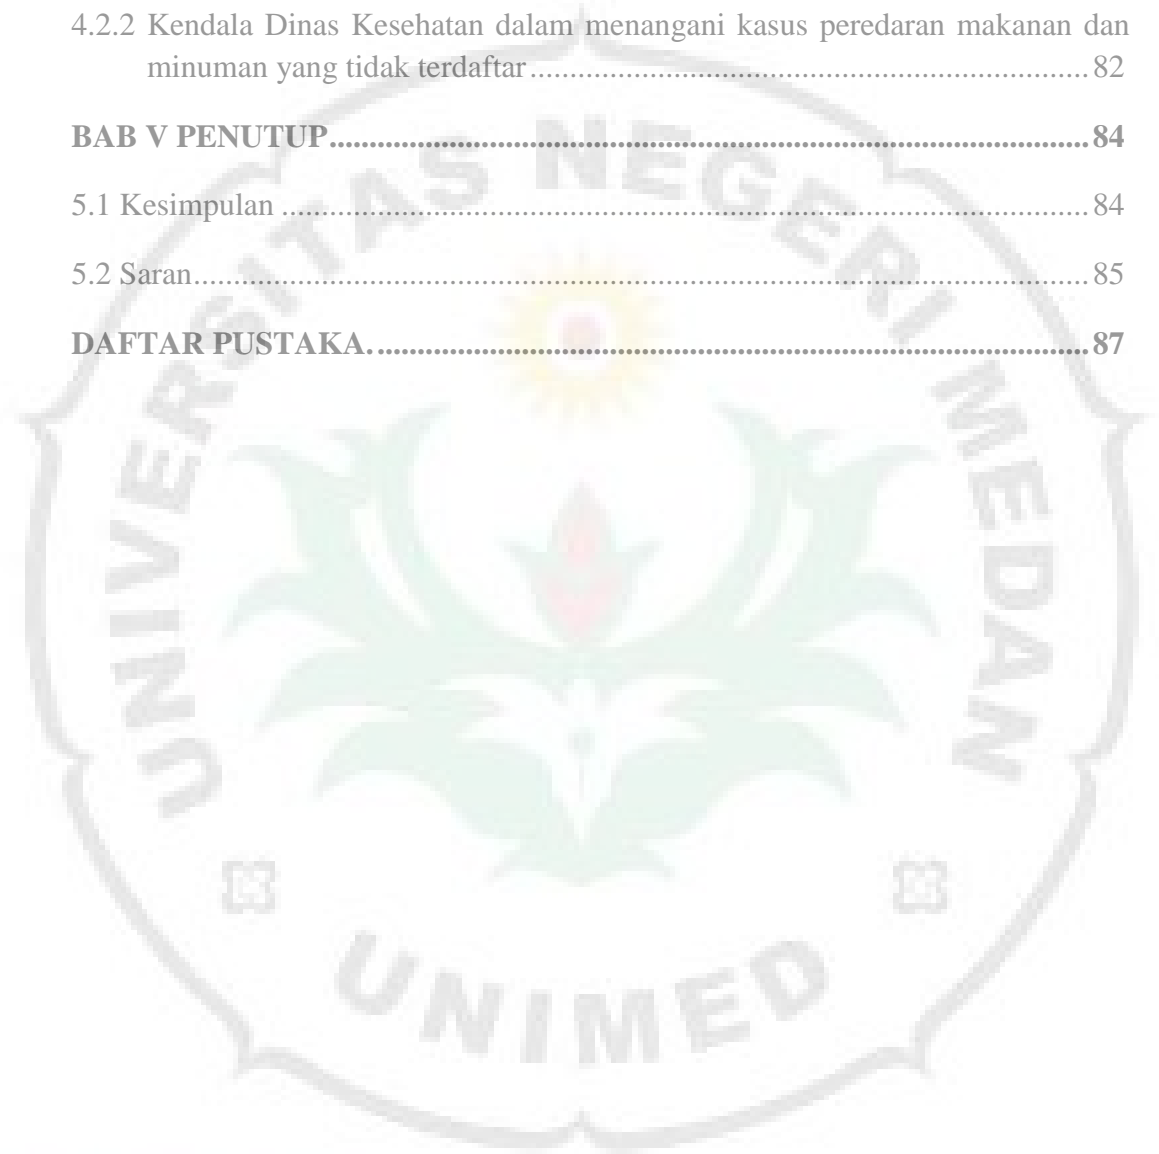 4.2.2 Kendala Dinas Kesehatan dalam menangani kasus peredaran makanan dan
minuman yang tidak terdaftar........................................................................ 82
BAB V PENUTUP.................................................................................................. 84
5.1 Kesimpulan ........................................................................................................ 84
5.2 Saran.................................................................................................................... 85
DAFTAR PUSTAKA. ........................................................................................... 87
UNIVERSITAS NEGERI MEDAN
UNIMED